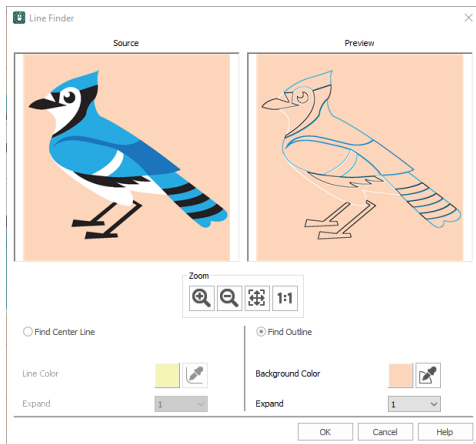 Line Finder
Source Preview
Zoom
1:1
Find Center Line Find Outline
Line Color Background Color
Expand 1 Expand 1
OK Cancel Help